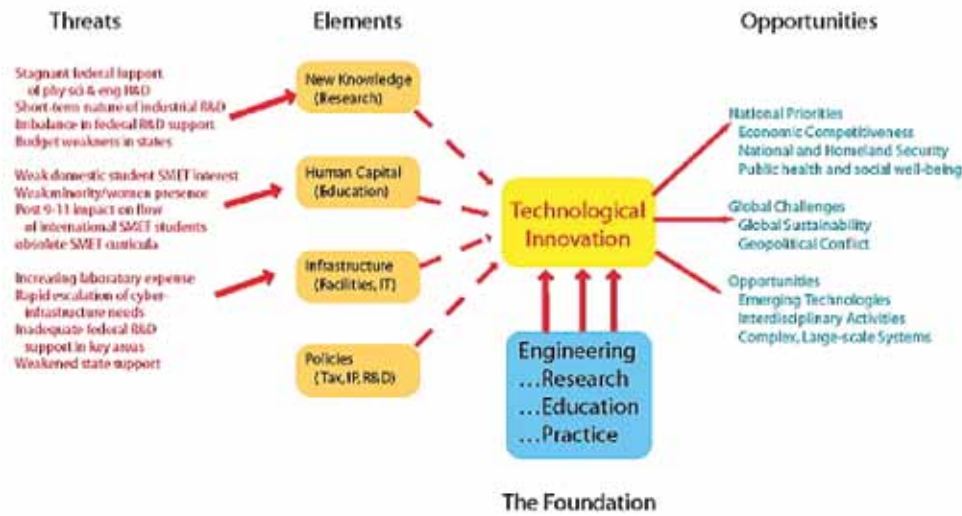 Threats
Elements
Opportunities
Stagnant federal support
of phy sci & eng R&D
Short-term nature of industrial R&D
Imbalance in federal R&D support
Budget weakness in states
Weak domestic student SMET interest
Weak minority/women presence
Post 9-11 impact on flow
of international SMET students
obsolete SMET curricula
Increasing laboratory expense
Rapid escalation of cyber-
infrastructure needs
Inadequate federal R&D
support in key areas
Weakened state support
New Knowledge
(Research)
Human Capital
(Education)
Infrastructure
(Facilities, IT)
Policies
(Tax, IP, R&D)
Technological
Innovation
Engineering
...Research
...Education
...Practice
The Foundation
National Priorities
Economic Competitiveness
National and Homeland Security
Public health and social well-being
Global Challenges
Global Sustainability
Geopolitical Conflict
Opportunities
Emerging Technologies
Interdisciplinary Activities
Complex, Large-scale Systems